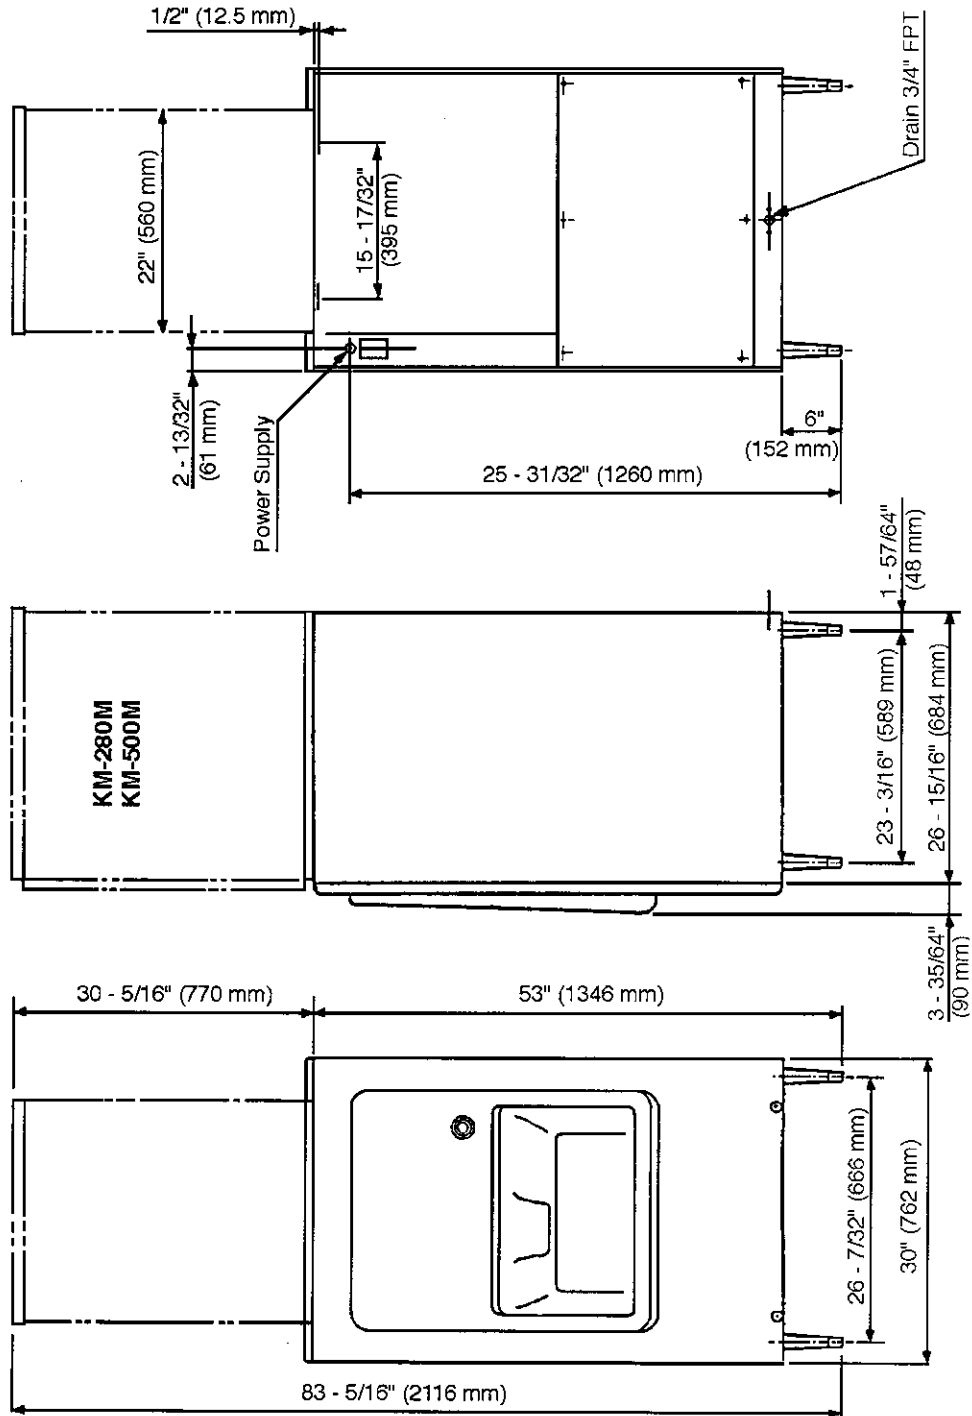 1/2" (12.5 mm)
22" (560 mm)
15 - 17/32"
(395 mm)
Drain 3/4" FPT
2 - 13/32"
(61 mm)
Power Supply
6"
(152 mm)
25 - 31/32" (1260 mm)
KM-280M
KM-500M
1 - 57/64"
(48 mm)
23 - 3/16" (589 mm)
26 - 15/16" (684 mm)
3 - 35/64"
(90 mm)
30 - 5/16" (770 mm)
53" (1346 mm)
26 - 7/32" (666 mm)
30" (762 mm)
83 - 5/16" (2116 mm)